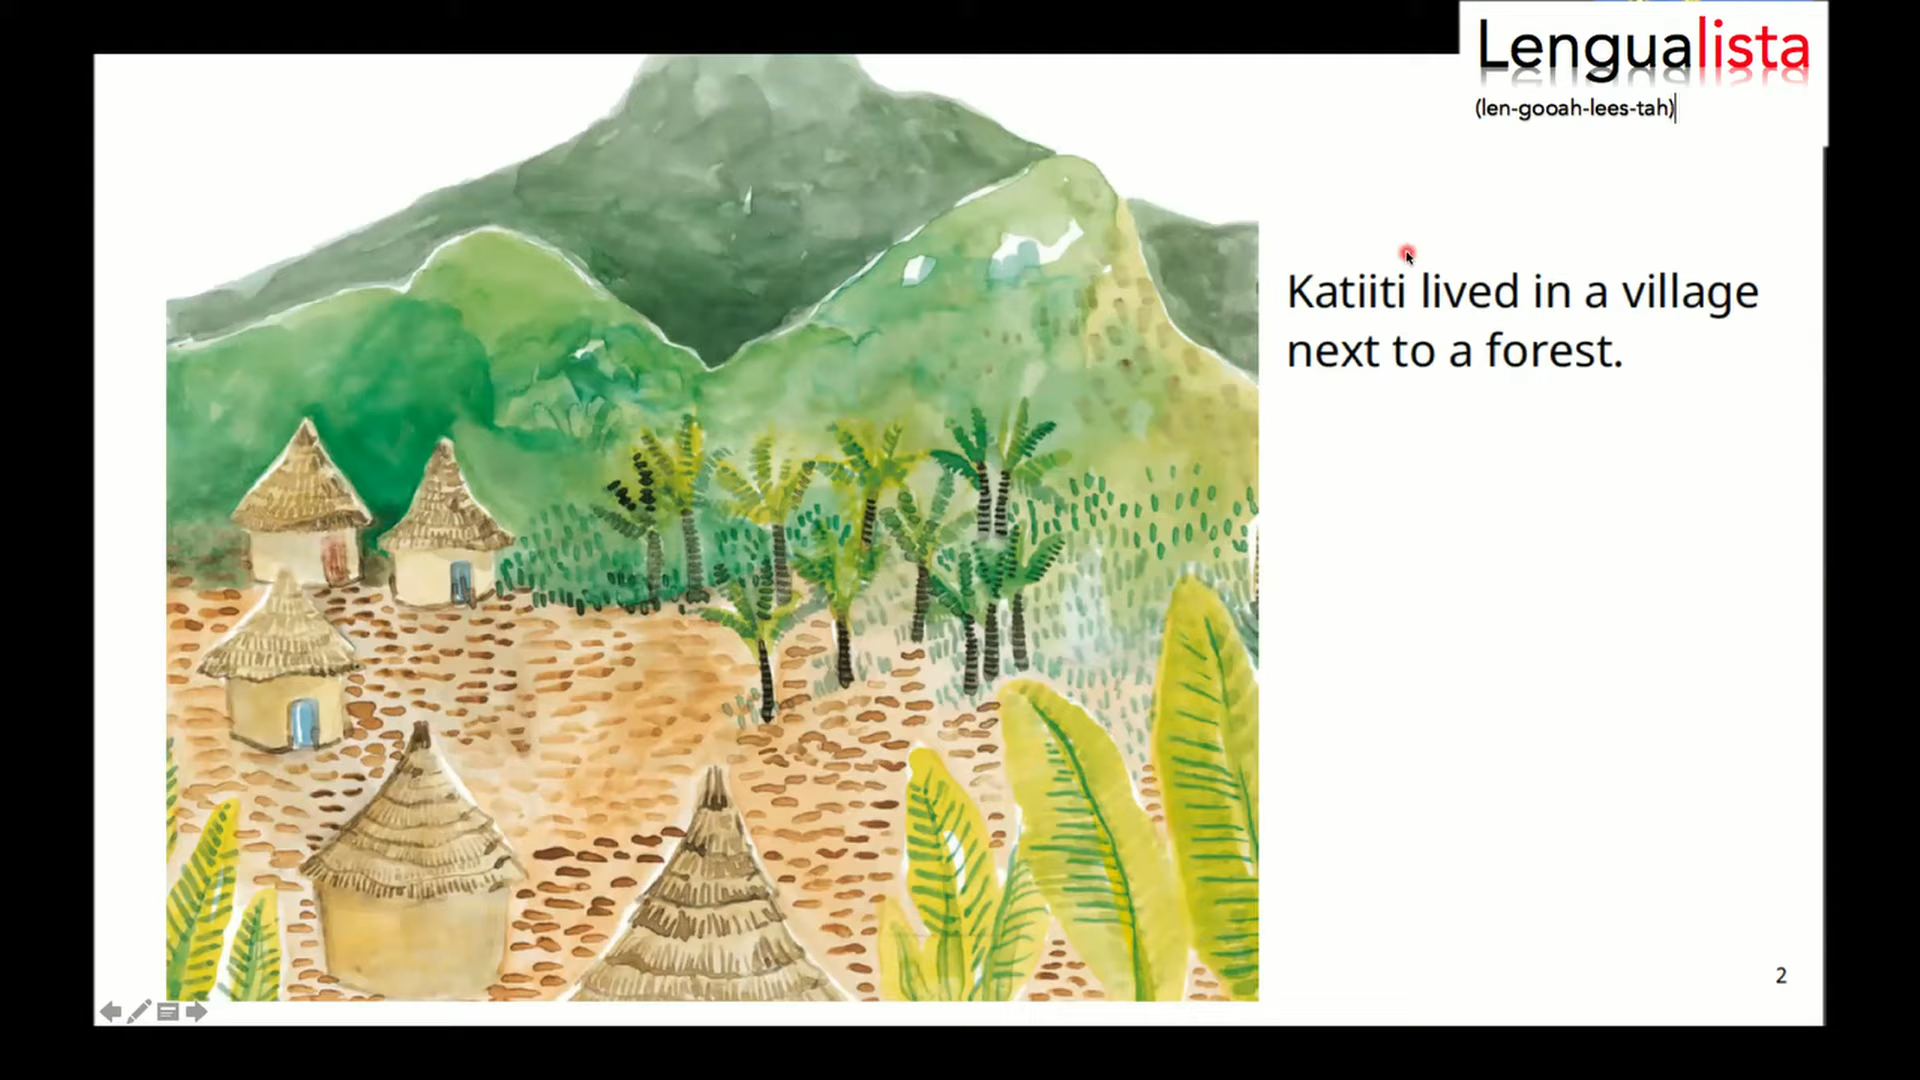 Lengualista
(len-gooah-lees-tah)
Katiiti lived in a village
next to a forest.
2